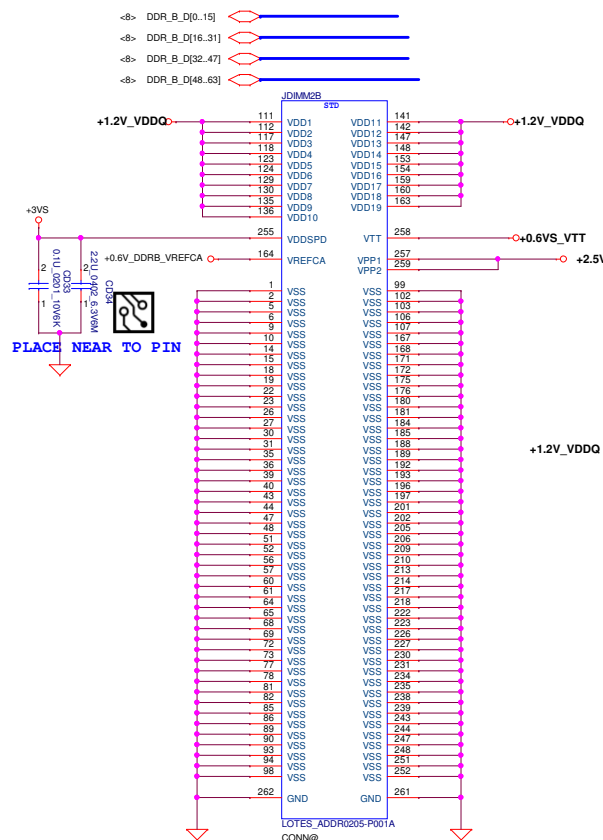 <8> DDR_B_D[0..15]
<8> DDR_B_D[16..31]
<8> DDR_B_D[32..47]
<8> DDR_B_D[48..63]
JDIMM2B
STD
+1.2V_VDDQ 111 VDD1 VDD11 141 +1.2V_VDDQ
112 VDD2 VDD12 142
117 VDD3 VDD13 147
118 VDD4 VDD14 148
123 VDD5 VDD15 153
124 VDD6 VDD16 154
129 VDD7 VDD17 159
130 VDD8 VDD18 160
135 VDD9 VDD19 163
136 VDD10
+3VS
255 VDDSPD VTT 258 +0.6VS_VTT
+0.6V_DDRB_VREFCA 164 VREFCA VPP1 257 +2.5V
VPP2 259
2 CD33 1 0.1U_0201_10V6K
2 CD34 1 2.2U_0402_6.3V6M
PLACE NEAR TO PIN
1 VSS VSS 99
2 VSS VSS 102
5 VSS VSS 103
6 VSS VSS 106
9 VSS VSS 107
10 VSS VSS 167
14 VSS VSS 168
15 VSS VSS 171
18 VSS VSS 172
19 VSS VSS 175
22 VSS VSS 176
23 VSS VSS 180
26 VSS VSS 181
27 VSS VSS 184
30 VSS VSS 185
31 VSS VSS 188
+1.2V_VDDQ
35 VSS VSS 189
36 VSS VSS 192
39 VSS VSS 193
40 VSS VSS 196
43 VSS VSS 197
44 VSS VSS 201
47 VSS VSS 202
48 VSS VSS 205
51 VSS VSS 206
52 VSS VSS 209
56 VSS VSS 210
57 VSS VSS 213
60 VSS VSS 214
61 VSS VSS 217
64 VSS VSS 218
65 VSS VSS 222
68 VSS VSS 223
69 VSS VSS 226
72 VSS VSS 227
73 VSS VSS 230
77 VSS VSS 231
78 VSS VSS 234
81 VSS VSS 235
82 VSS VSS 238
85 VSS VSS 239
86 VSS VSS 243
89 VSS VSS 244
90 VSS VSS 247
93 VSS VSS 248
94 VSS VSS 251
98 VSS VSS 252
262 GND GND 261
LOTES_ADDR0205-P001A
CONN@